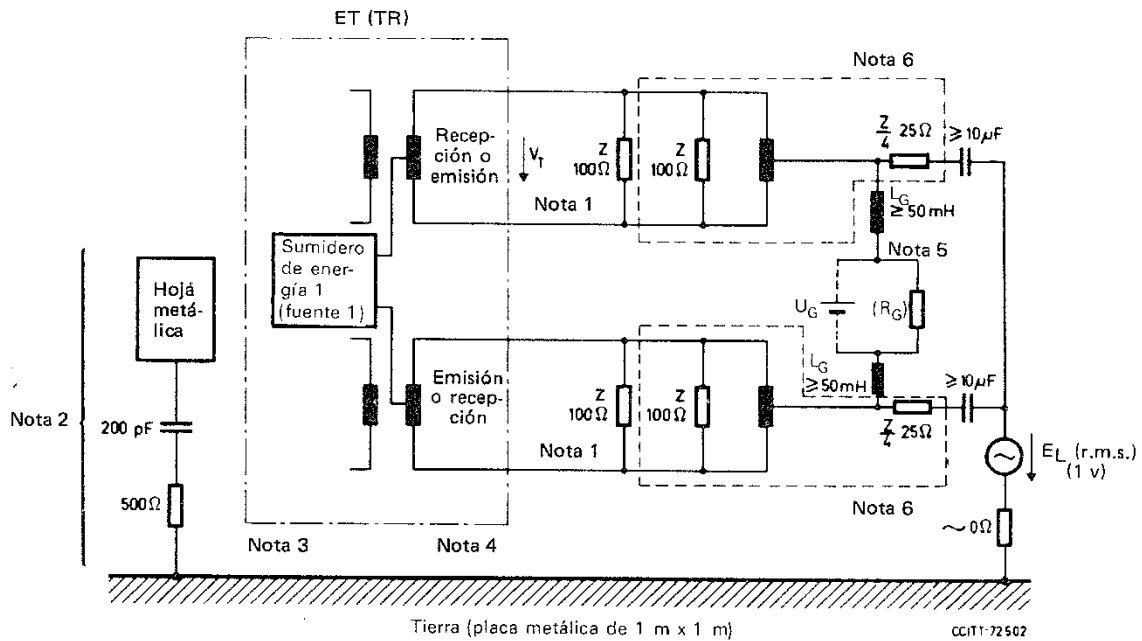 ET (TR)
Nota 6
Recep-
ción o
emisión
V_T
Z
100Ω
Z
100Ω
Z/4 25Ω
≥10µF
Nota 1
L_G
≥50mH
Nota 5
Sumidero
de ener-
gía 1
(fuente 1)
Hojá
metá-
lica
U_G
(R_G)
L_G
≥50mH
≥10µF
Emisión
o recep-
ción
Z
100Ω
Z
100Ω
Z/4 25Ω
Nota 2
200 pF
Nota 1
E_L (r.m.s.)
(1 v)
500Ω
Nota 6
~0Ω
Nota 3
Nota 4
Tierra (placa metálica de 1 m x 1 m)
CCITT-72502